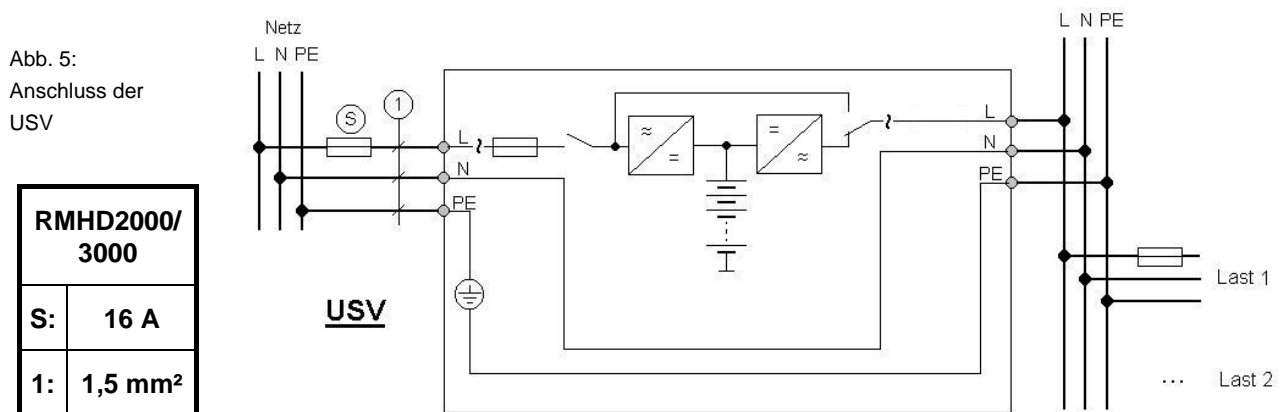 Abb. 5:
Anschluss der
USV
RMHD2000/
3000
S: 16 A
1: 1,5 mm²
Netz
L N PE
S
1
L
N
PE
≈
=
=
≈
USV
L N PE
L
N
PE
Last 1
... Last 2